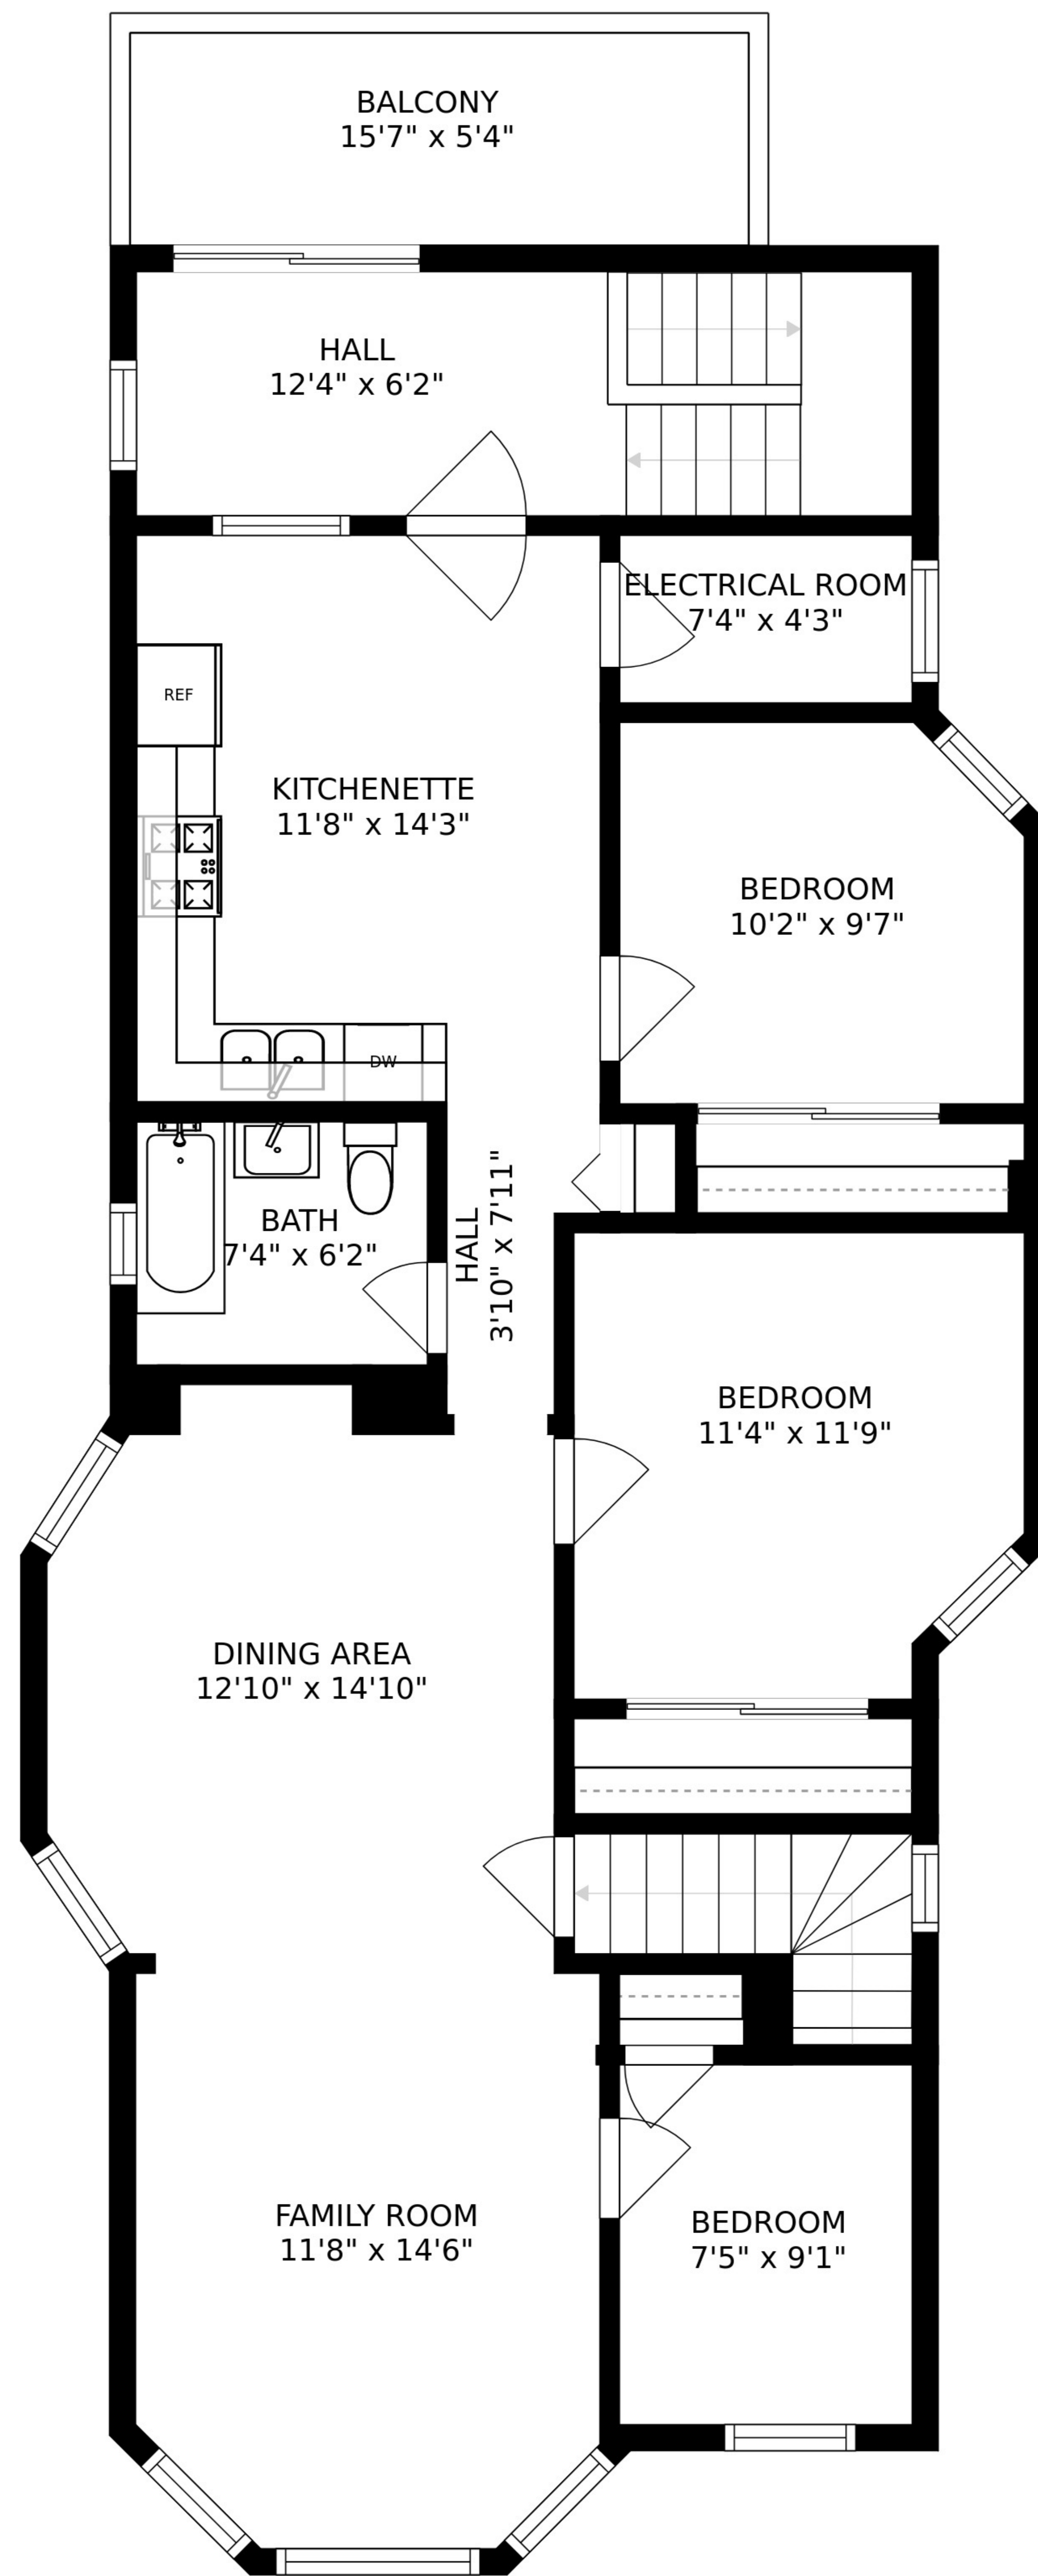 BALCONY
15'7" x 5'4"
HALL
12'4" x 6'2"
ELECTRICAL ROOM
7'4" x 4'3"
REF
KITCHENETTE
11'8" x 14'3"
BEDROOM
10'2" x 9'7"
DW
BATH
7'4" x 6'2"
HALL
3'10" x 7'11"
BEDROOM
11'4" x 11'9"
DINING AREA
12'10" x 14'10"
FAMILY ROOM
11'8" x 14'6"
BEDROOM
7'5" x 9'1"